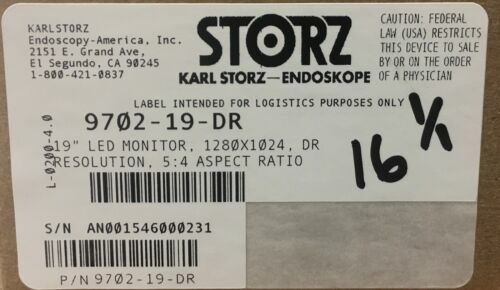 KARLSTORZ
Endoscopy-America, Inc.
2151 E. Grand Ave,
El Segundo, CA 90245
1-800-421-0837
STORZ
KARL STORZ—ENDOSKOPE
CAUTION: FEDERAL
LAW (USA) RESTRICTS
THIS DEVICE TO SALE
BY OR ON THE ORDER
OF A PHYSICIAN
LABEL INTENDED FOR LOGISTICS PURPOSES ONLY
L-0200-4.0
9702-19-DR
19" LED MONITOR, 1280X1024, DR
RESOLUTION, 5:4 ASPECT RATIO
16 1/1
S/N AN001546000231
P/N 9702-19-DR